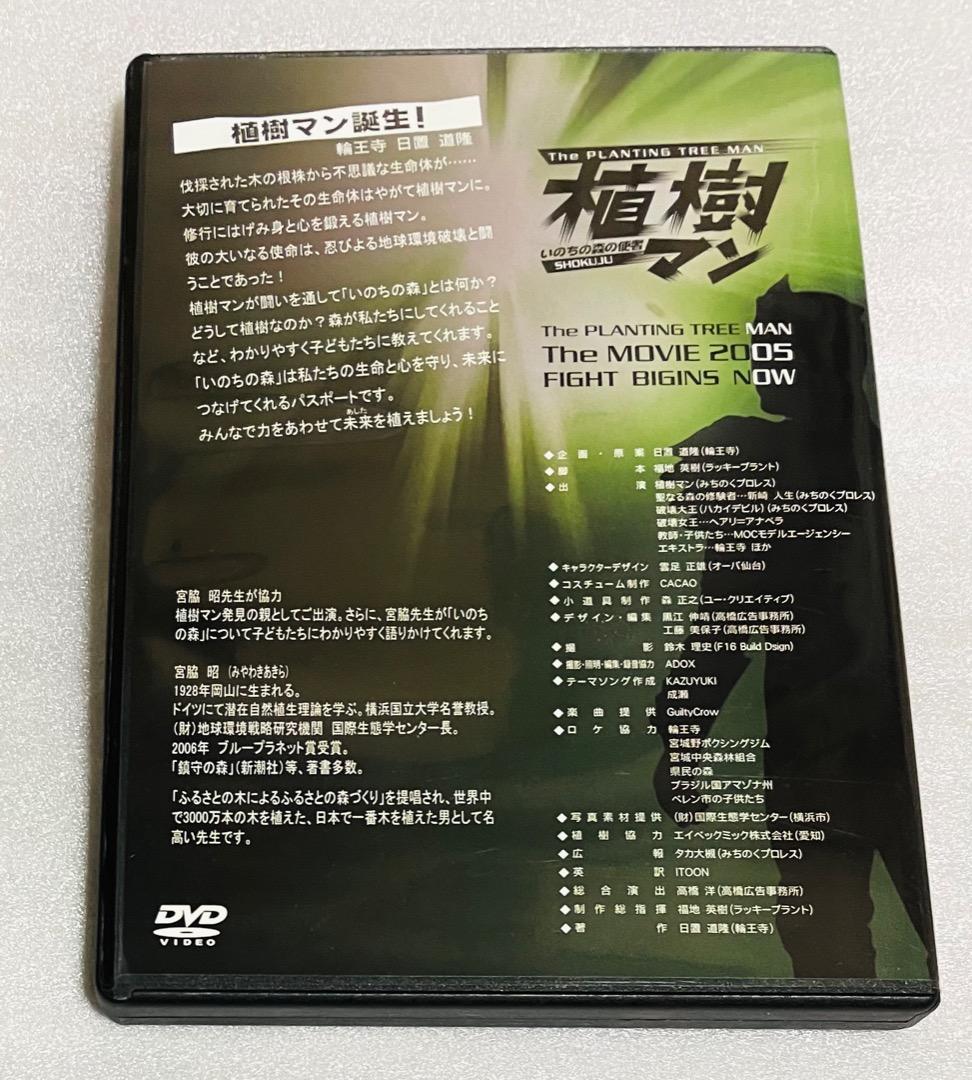 植樹マン誕生！
輪王寺 日置 道隆
伐採された木の根株から不思議な生命体が……
大切に育てられたその生命体はやがて植樹マンに。
修行にはげみ身と心を鍛える植樹マン。
彼の大いなる使命は、忍びよる地球環境破壊と闘
うことであった！
植樹マンが闘いを通して「いのちの森」とは何か？
どうして植樹なのか？森が私たちにしてくれること
など、わかりやすく子どもたちに教えてくれます。
「いのちの森」は私たちの生命と心を守り、未来に
つなげてくれるパスポートです。
みんなで力をあわせて未来を植えましょう！
あした
宮脇 昭先生が協力
植樹マン発見の親としてご出演。さらに、宮脇先生が「いのち
の森」について子どもたちにわかりやすく語りかけてくれます。
宮脇 昭 （みやわきあきら）
1928年岡山に生まれる。
ドイツにて潜在自然植生理論を学ぶ。横浜国立大学名誉教授。
(財)地球環境戦略研究機関 国際生態学センター長。
2006年 ブループラネット賞受賞。
「鎮守の森」（新潮社）等、著書多数。
「ふるさとの木によるふるさとの森づくり」を提唱され、世界中
で3000万本の木を植えた、日本で一番木を植えた男として名
高い先生です。
DVD
VIDEO
The PLANTING TREE MAN
植樹
いのちの森の使者
マン
SHOKUJU
The PLANTING TREE MAN
The MOVIE 2005
FIGHT BIGINS NOW
◆企画・原案 日置 道隆（輪王寺）
◆脚本 福地 英樹（ラッキープラント）
◆出演 植樹マン（みちのくプロレス）
聖なる森の修験者…新崎 人生（みちのくプロレス）
破壊大王（ハカイデビル）（みちのくプロレス）
破壊女王…ヘアリ＝アナベラ
教師・子供たち…MOCモデルエージェンシー
エキストラ…輪王寺 ほか
◆キャラクターデザイン 雲足 正雄（オーパ仙台）
◆コスチューム制作 CACAO
◆小道具制作 森 正之（ユー・クリエイティブ）
◆デザイン・編集 黒江 伸靖（高橋広告事務所）
工藤 美保子（高橋広告事務所）
◆撮影 鈴木 理史（F16 Build Dsign）
◆撮影・照明・編集・録音協力 ADOX
◆テーマソング作成 KAZUYUKI
成瀬
◆楽曲提供 GuiltyCrow
◆ロケ協力 輪王寺
宮城野ボクシングジム
宮城中央森林組合
県民の森
ブラジル国アマゾナ州
ベレン市の子供たち
◆写真素材提供 （財）国際生態学センター（横浜市）
◆植樹協力 エイベックミック株式会社（愛知）
◆広報 タカ大槻（みちのくプロレス）
◆英訳 ITOON
◆総合演出 高橋 洋（高橋広告事務所）
◆制作総指揮 福地 英樹（ラッキープラント）
◆著作 日置 道隆（輪王寺）